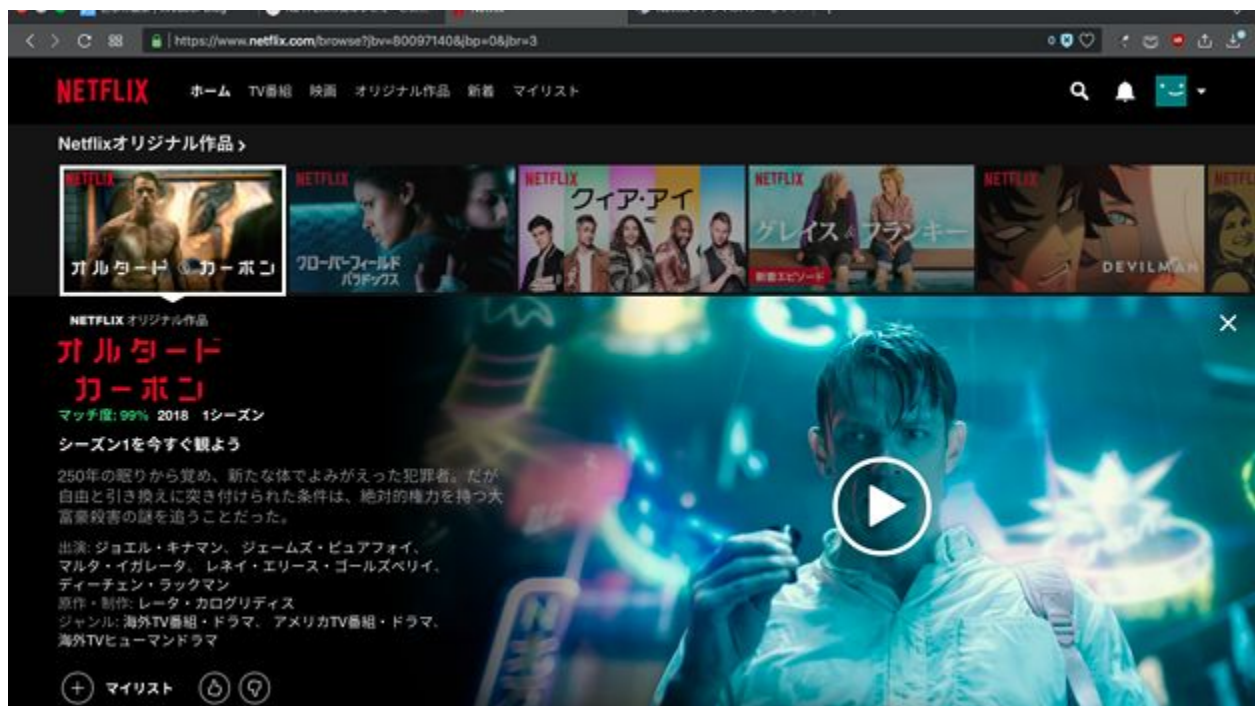 https://www.netflix.com/browse?jbv=80097140&jbp=0&jbr=3
NETFLIX ホーム TV番組 映画 オリジナル作品 新着 マイリスト
Netflixオリジナル作品 ›
NETFLIX
オルタード・カーボン
NETFLIX
クローバーフィールド
パラドックス
NETFLIX
クィア・アイ
NETFLIX
グレイス&フランキー
新着エピソード
NETFLIX
DEVILMAN
NETFLIX オリジナル作品
オルタード
カーボン
マッチ度: 99% 2018 1シーズン
シーズン1を今すぐ観よう
250年の眠りから覚め、新たな体でよみがえった犯罪者。だが
自由と引き換えに突き付けられた条件は、絶対的権力を持つ大
富豪殺害の謎を追うことだった。
出演: ジョエル・キナマン、 ジェームズ・ピュアフォイ、
マルタ・イガレータ、 レネイ・エリース・ゴールズベリイ、
ディーチェン・ラックマン
原作・制作: レータ・カログリディス
ジャンル: 海外TV番組・ドラマ、 アメリカTV番組・ドラマ、
海外TVヒューマンドラマ
マイリスト